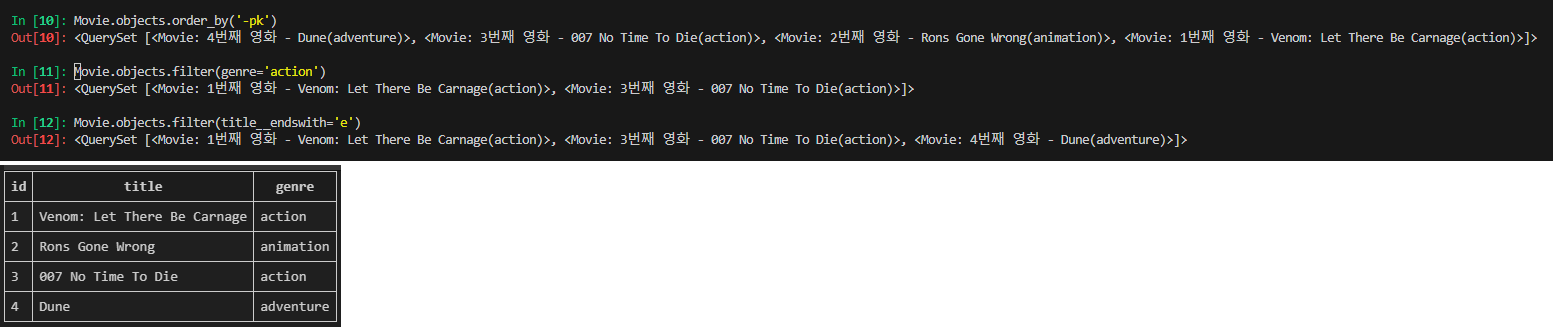 In [10]: Movie.objects.order_by('-pk')
Out[10]: <QuerySet [<Movie: 4번째 영화 - Dune(adventure)>, <Movie: 3번째 영화 - 007 No Time To Die(action)>, <Movie: 2번째 영화 - Rons Gone Wrong(animation)>, <Movie: 1번째 영화 - Venom: Let There Be Carnage(action)>]>
In [11]: Movie.objects.filter(genre='action')
Out[11]: <QuerySet [<Movie: 1번째 영화 - Venom: Let There Be Carnage(action)>, <Movie: 3번째 영화 - 007 No Time To Die(action)>]>
In [12]: Movie.objects.filter(title__endswith='e')
Out[12]: <QuerySet [<Movie: 1번째 영화 - Venom: Let There Be Carnage(action)>, <Movie: 3번째 영화 - 007 No Time To Die(action)>, <Movie: 4번째 영화 - Dune(adventure)>]>
id title genre
1 Venom: Let There Be Carnage action
2 Rons Gone Wrong animation
3 007 No Time To Die action
4 Dune adventure